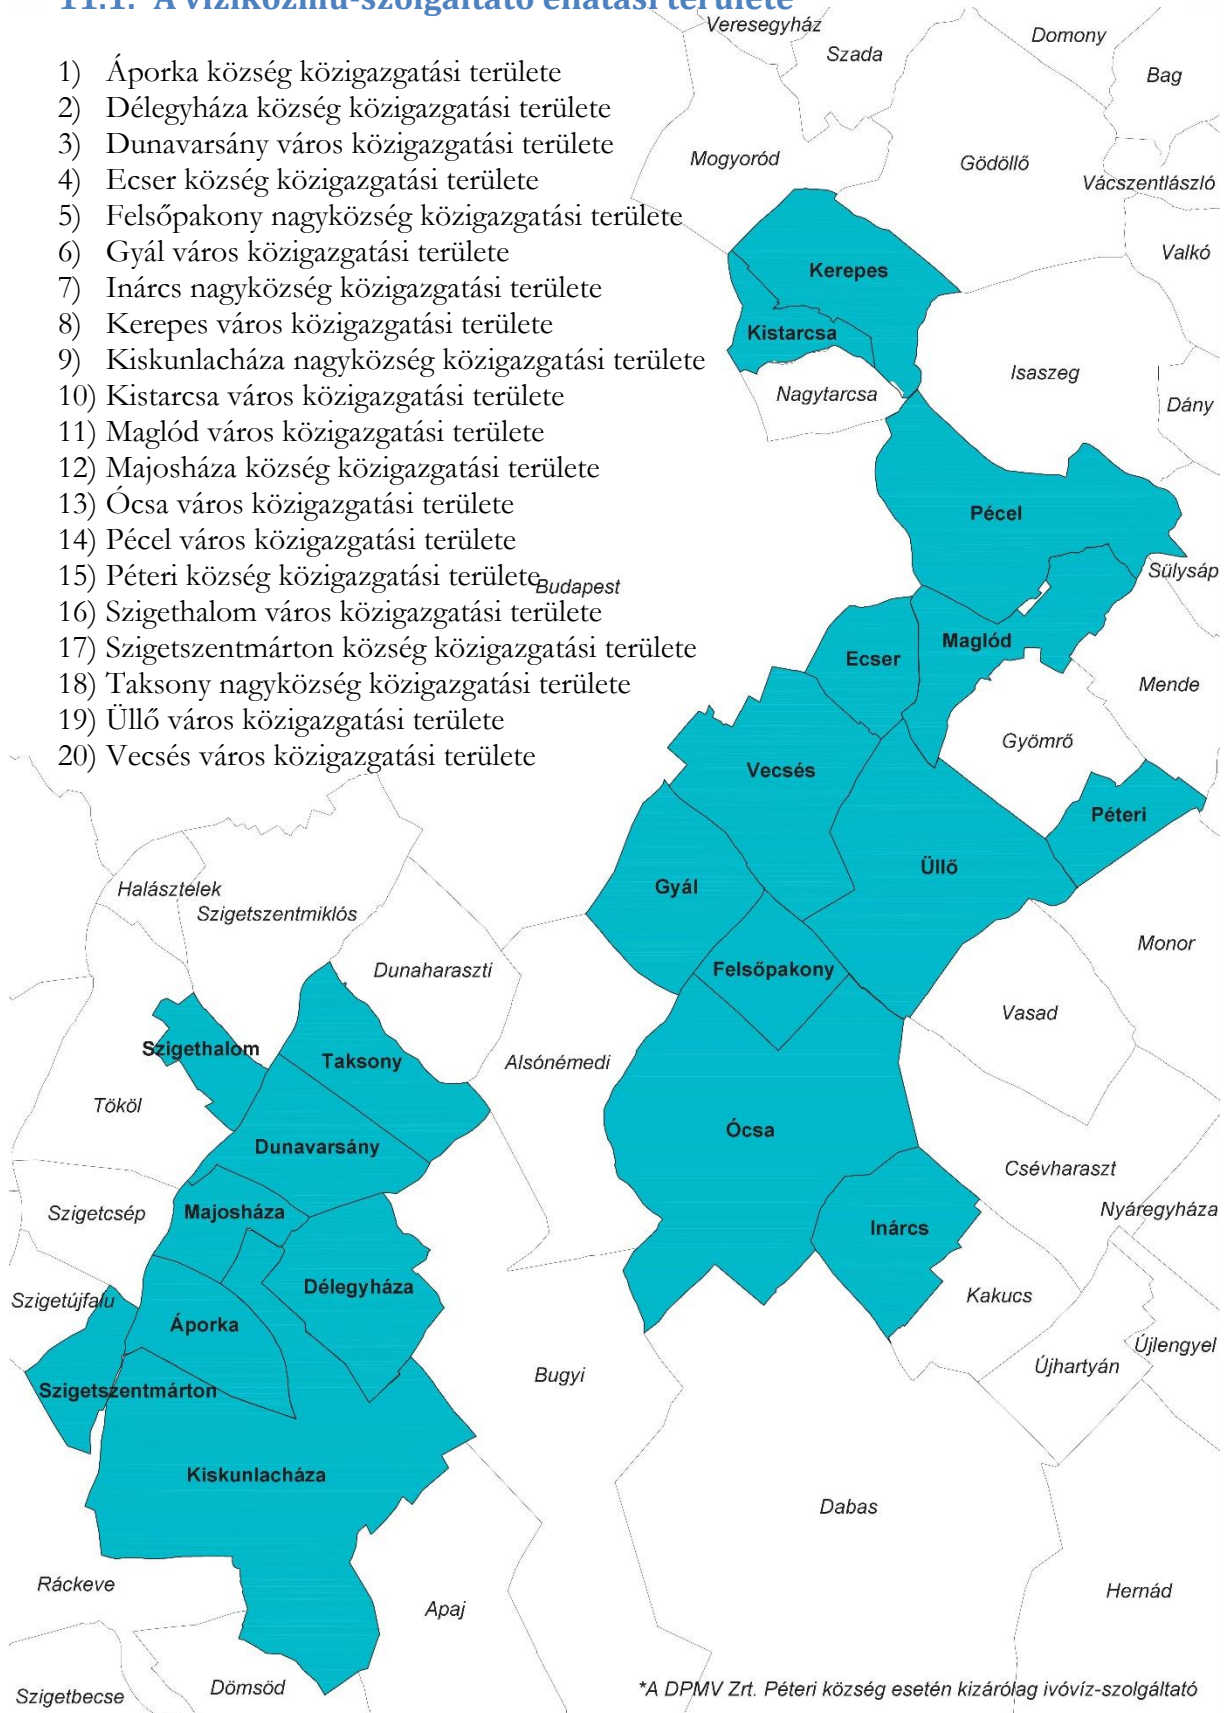 11.1. A víziközmű-szolgáltató ellátási területe
1) Áporka község közigazgatási területe
2) Délegyháza község közigazgatási területe
3) Dunavarsány város közigazgatási területe
4) Ecser község közigazgatási területe
5) Felsőpakony nagyközség közigazgatási területe
6) Gyál város közigazgatási területe
7) Inárcs nagyközség közigazgatási területe
8) Kerepes város közigazgatási területe
9) Kiskunlacháza nagyközség közigazgatási területe
10) Kistarcsa város közigazgatási területe
11) Maglód város közigazgatási területe
12) Majosháza község közigazgatási területe
13) Ócsa város közigazgatási területe
14) Pécel város közigazgatási területe
15) Péteri község közigazgatási területe
16) Szigethalom város közigazgatási területe
17) Szigetszentmárton község közigazgatási területe
18) Taksony nagyközség közigazgatási területe
19) Üllő város közigazgatási területe
20) Vecsés város közigazgatási területe
Veresegyház
Szada
Domony
Bag
Mogyoród
Gödöllő
Vácszentlászló
Valkó
Kerepes
Kistarcsa
Nagytarcsa
Isaszeg
Dány
Pécel
Budapest
Sülysáp
Ecser
Maglód
Mende
Gyömrő
Vecsés
Péteri
Üllő
Gyál
Halásztelek
Szigetszentmiklós
Dunaharaszti
Felsőpakony
Monor
Vasad
Szigethalom
Taksony
Alsónémedi
Tököl
Ócsa
Dunavarsány
Csévharaszt
Szigetcsép
Majosháza
Nyáregyháza
Inárcs
Délegyháza
Szigetújfalu
Áporka
Kakucs
Újlengyel
Újhartyán
Bugyi
Szigetszentmárton
Kiskunlacháza
Dabas
Ráckeve
Apaj
Hernád
Szigetbecse
Dömsöd
*A DPMV Zrt. Péteri község esetén kizárólag ivóvíz-szolgáltató